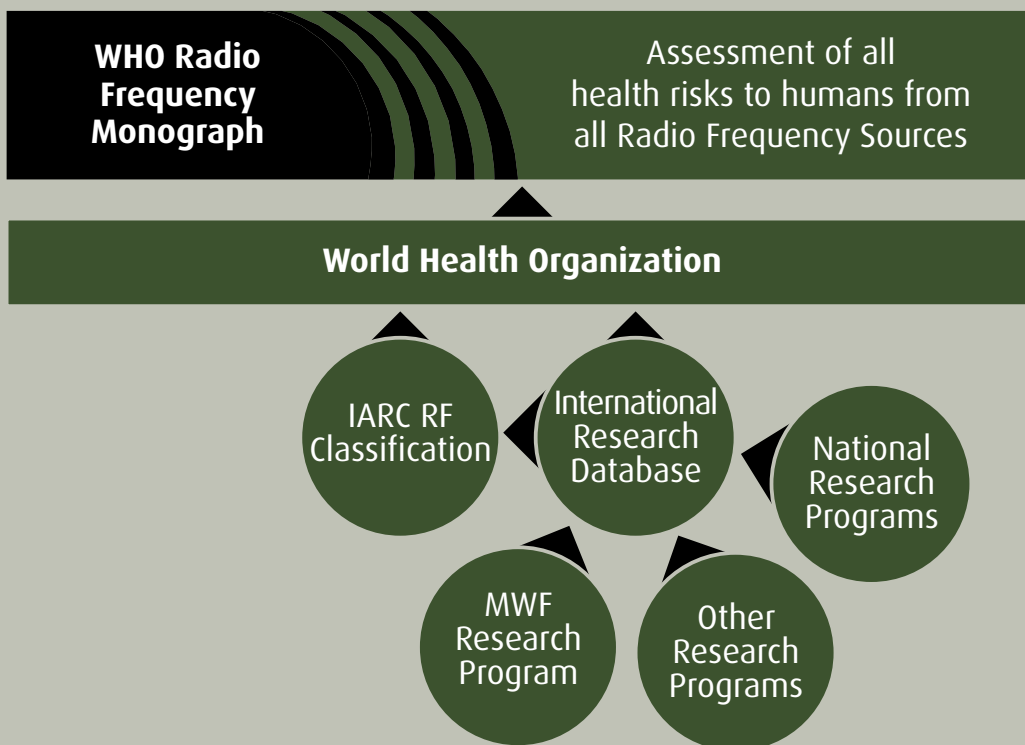 WHO Radio
Frequency
Monograph
Assessment of all
health risks to humans from
all Radio Frequency Sources
World Health Organization
IARC RF
Classification
International
Research
Database
National
Research
Programs
MWF
Research
Program
Other
Research
Programs